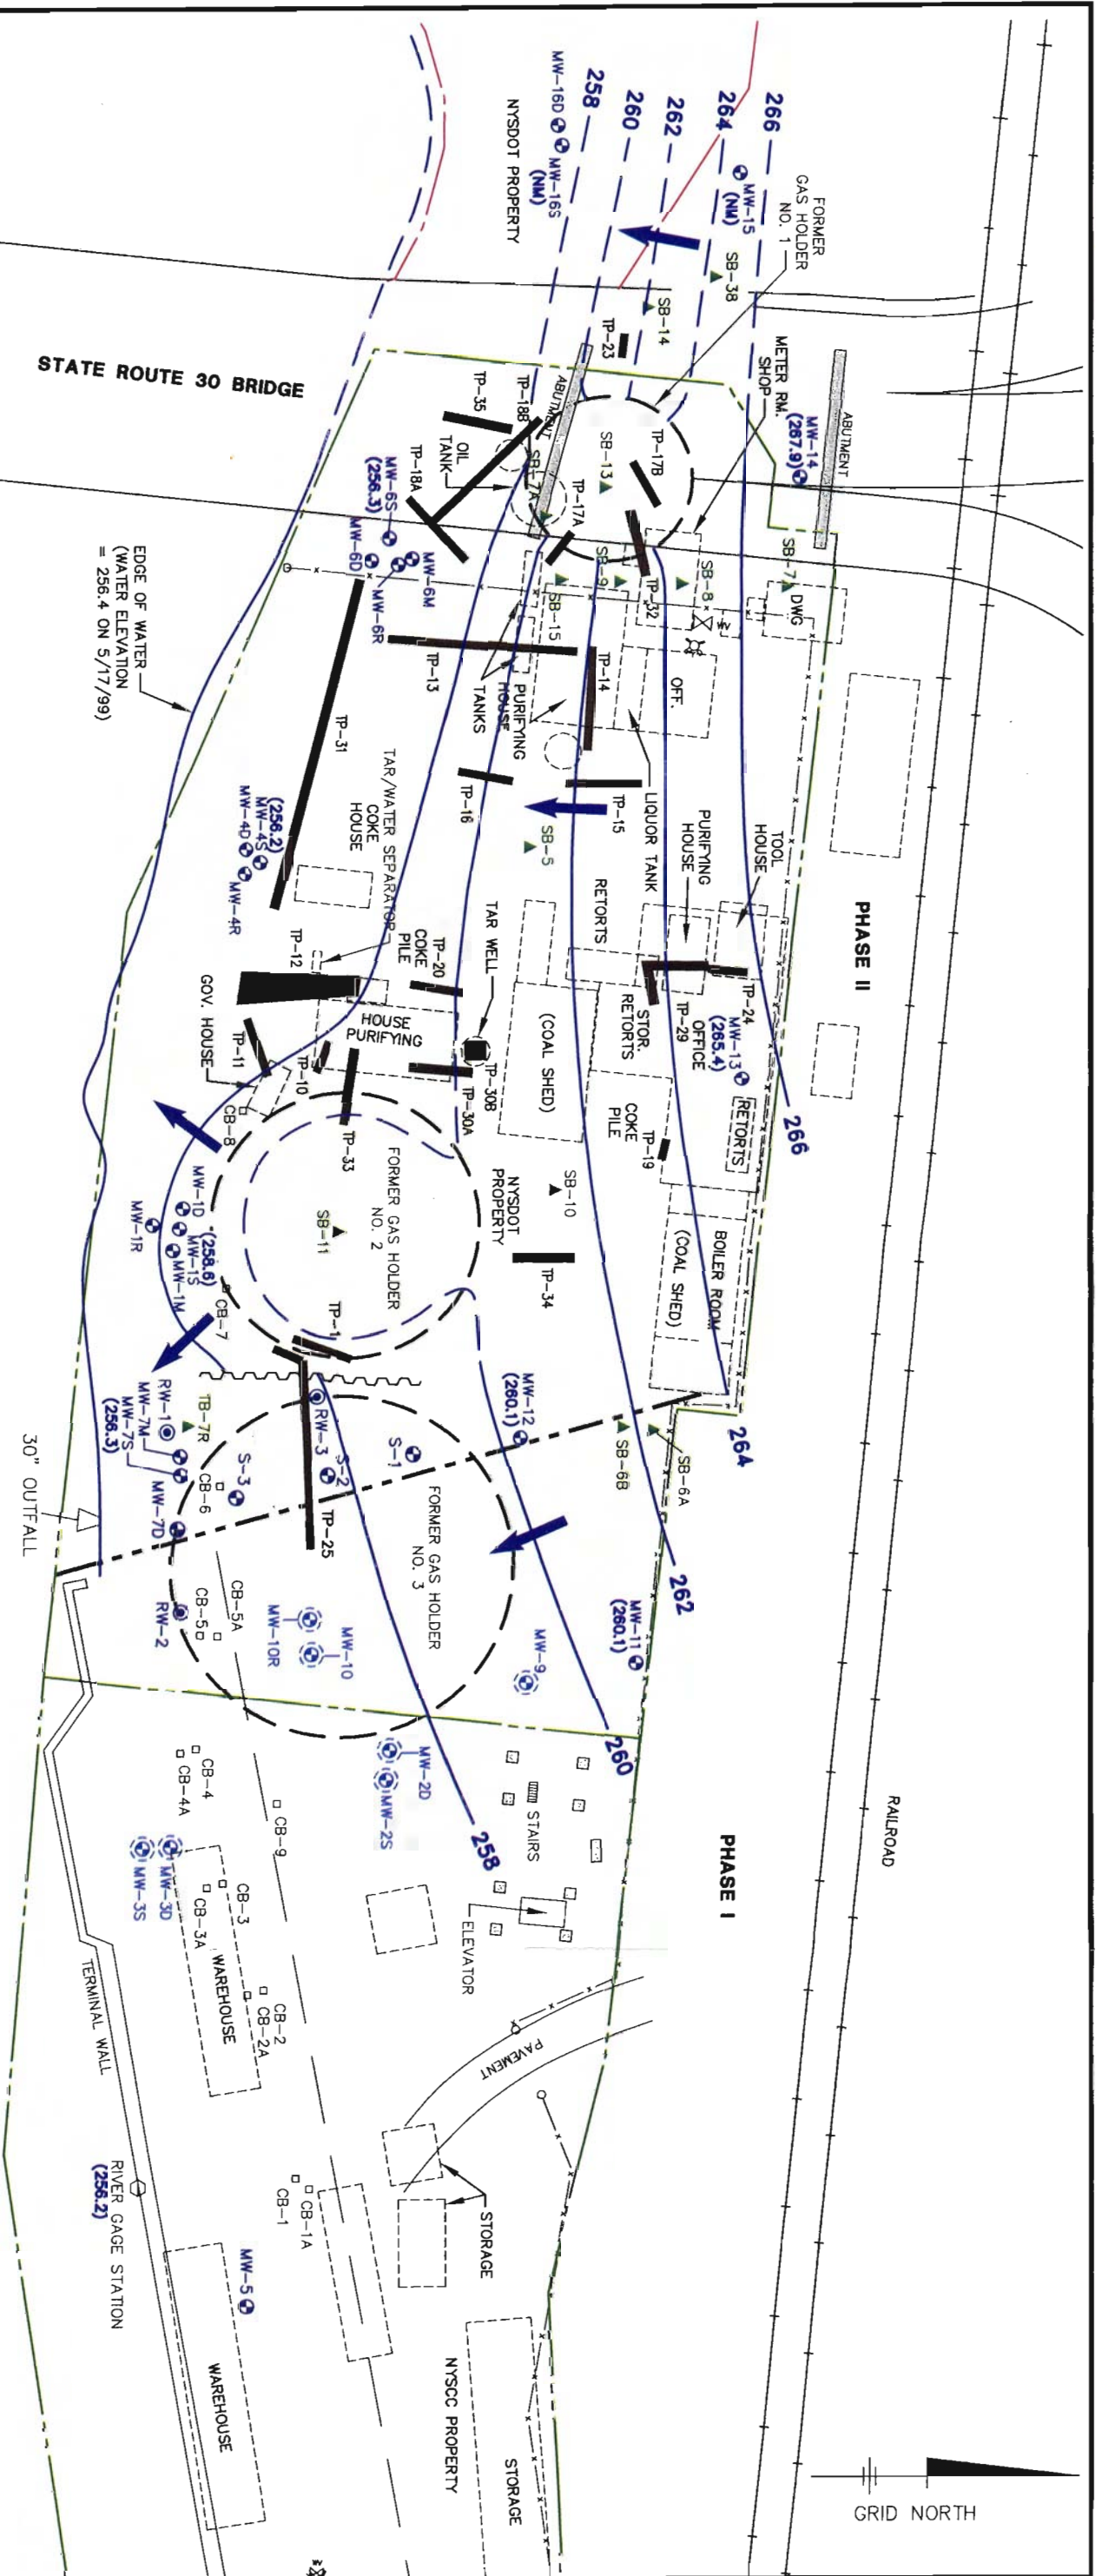 258
260
262
264
266
MW-16D
MW-16S
(NM)
NYSDOT PROPERTY
MW-15
(NM)
FORMER
GAS HOLDER
NO. 1
SB-38
SB-14
TP-23
METER RM.
SHOP
ABUTMENT
MW-14
(267.9)
STATE ROUTE 30 BRIDGE
ABUTMENT
TP-35
TP-18B
OIL
TANK
TP-18A
SB-7A
SB-13
TP-17B
TP-17A
SB-9
TP-32
SB-8
SB-7
DWG
WV
SB-15
MW-6S
(256.3)
MW-6D
MW-6M
MW-6R
EDGE OF WATER
(WATER ELEVATION
= 256.4 ON 5/17/99)
TP-13
TP-14
OFF.
PURIFYING
HOUSE
TANKS
TP-31
TP-16
TP-15
LIQUOR TANK
SB-5
TAR/WATER SEPARATOR
COKE
HOUSE
(256.2)
MW-4S
MW-4D
MW-4R
PURIFYING
HOUSE
TOOL
HOUSE
RETORTS
PHASE II
TAR WELL
TP-20
COKE
PILE
TP-12
GOV. HOUSE
TP-11
TP-10
HOUSE
PURIFYING
TP-30B
TP-30A
(COAL SHED)
STOR.
RETORTS
TP-29
TP-24
OFFICE
MW-13
(265.4)
RETORTS
266
COKE
PILE
TP-19
CB-8
TP-33
FORMER GAS HOLDER
NO. 2
SB-11
NYSDOT
PROPERTY
SB-10
TP-34
BOILER ROOM
(COAL SHED)
MW-1D
(258.6)
MW-1S
MW-1M
MW-1R
CB-7
TP-1
RW-1
MW-7M
MW-7S
(256.3)
MW-7D
TB-7R
S-3
CB-6
RW-3
S-2
S-1
TP-25
MW-12
(260.1)
SB-6B
SB-6A
264
30" OUTFALL
FORMER GAS HOLDER
NO. 3
CB-5A
CB-5
RW-2
MW-10R
MW-10
MW-9
MW-11
(260.1)
262
260
258
MW-2D
MW-2S
CB-4
CB-4A
CB-9
MW-3D
MW-3S
CB-3
CB-3A
WAREHOUSE
CB-2
CB-2A
TERMINAL WALL
STAIRS
ELEVATOR
PHASE I
RAILROAD
PAVEMENT
STORAGE
CB-1A
CB-1
RIVER GAGE STATION
(256.2)
MW-5
WAREHOUSE
NYSCC PROPERTY
STORAGE
GRID NORTH